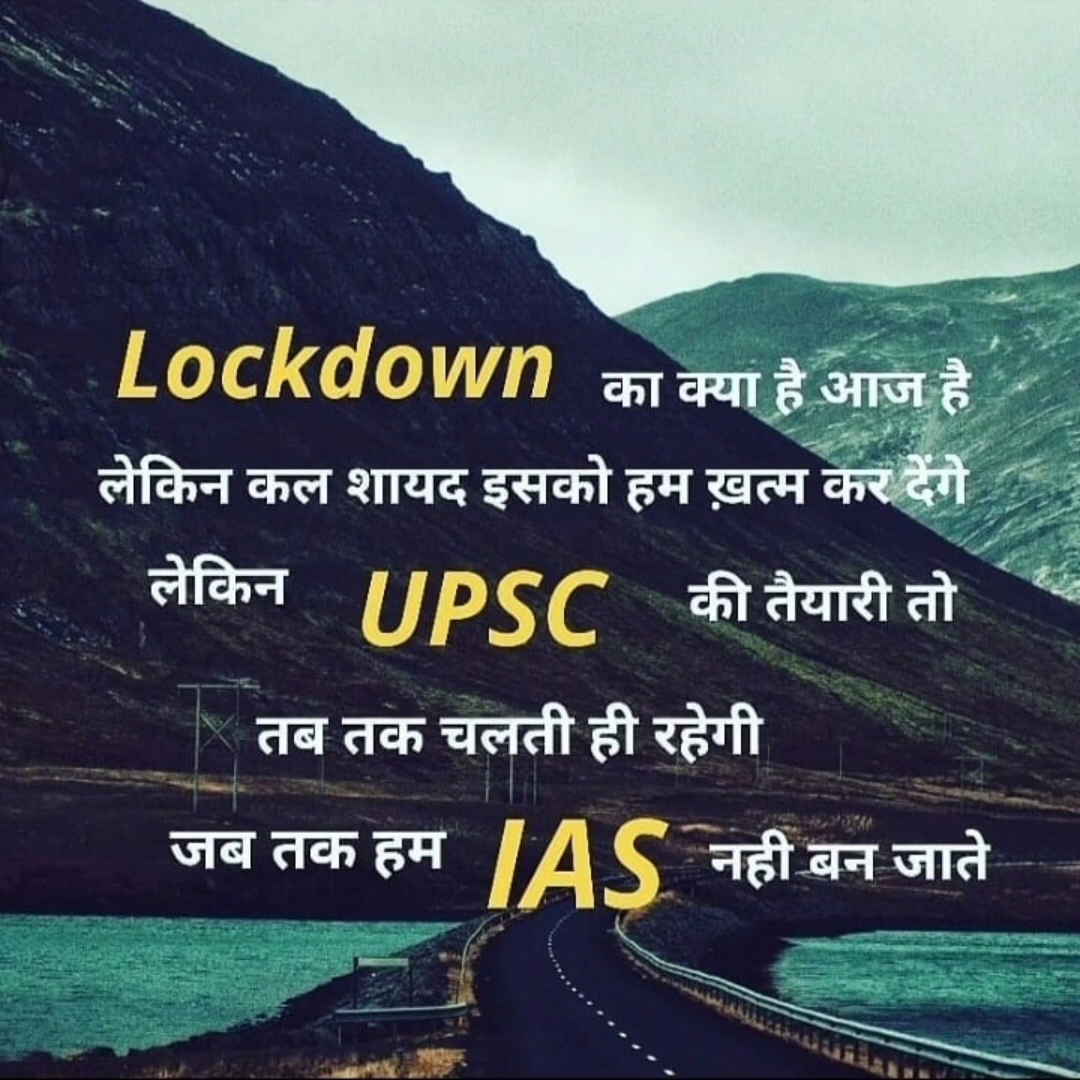 Lockdown का क्या है आज है
लेकिन कल शायद इसको हम ख़त्म कर देंगे
लेकिन UPSC की तैयारी तो
तब तक चलती ही रहेगी
जब तक हम IAS नही बन जाते